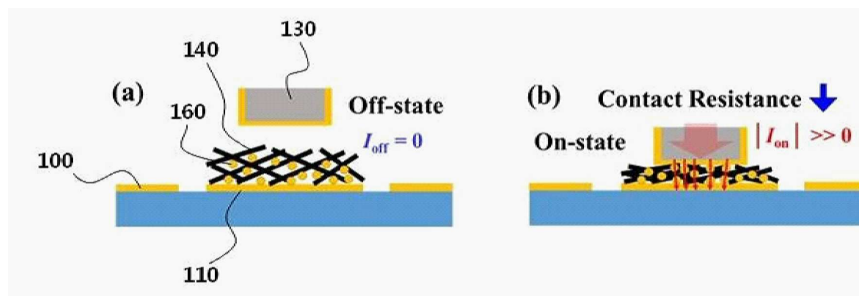 130
140
(a)
Off-state
160
I_off = 0
100
110
(b)
Contact Resistance
On-state
|I_on| >> 0